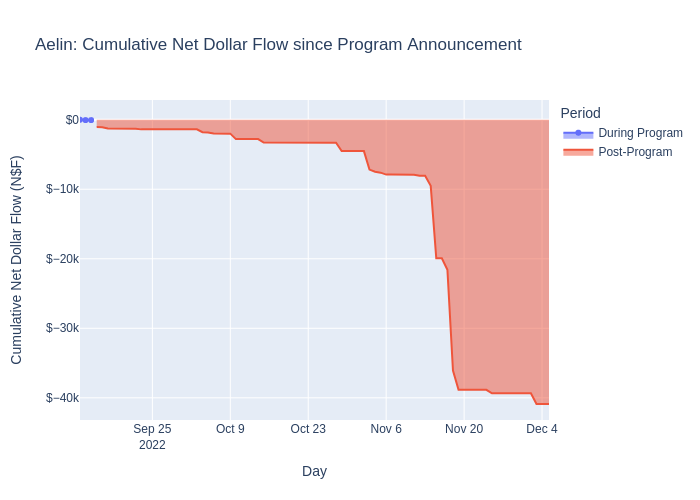 Aelin: Cumulative Net Dollar Flow since Program Announcement
Cumulative Net Dollar Flow (N$F)
$0
$−10k
$−20k
$−30k
$−40k
Sep 25
2022
Oct 9
Oct 23
Nov 6
Nov 20
Dec 4
Day
Period
During Program
Post-Program